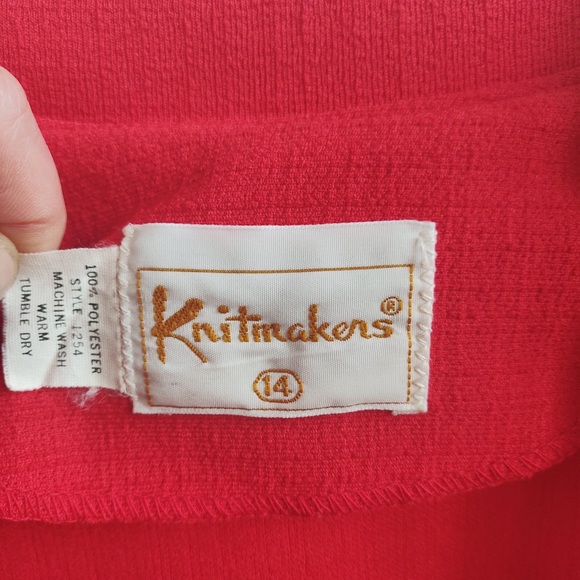 100% POLYESTER
STYLE 1254
MACHINE WASH
WARM
TUMBLE DRY
Knitmakers®
14